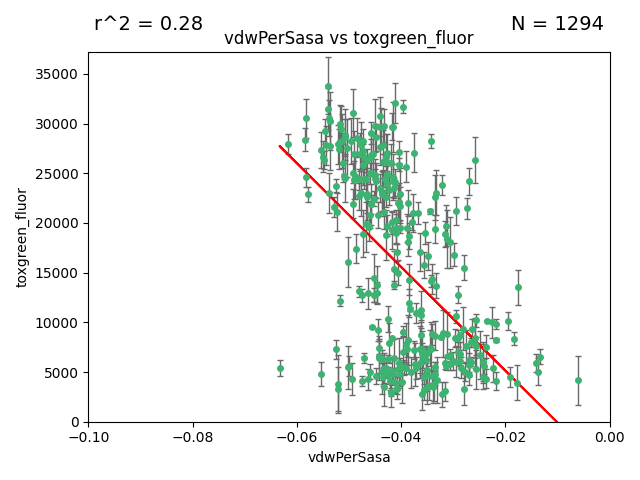 r^2 = 0.28
N = 1294
vdwPerSasa vs toxgreen_fluor
toxgreen_fluor
35000
30000
25000
20000
15000
10000
5000
0
−0.10
−0.08
−0.06
−0.04
−0.02
0.00
vdwPerSasa